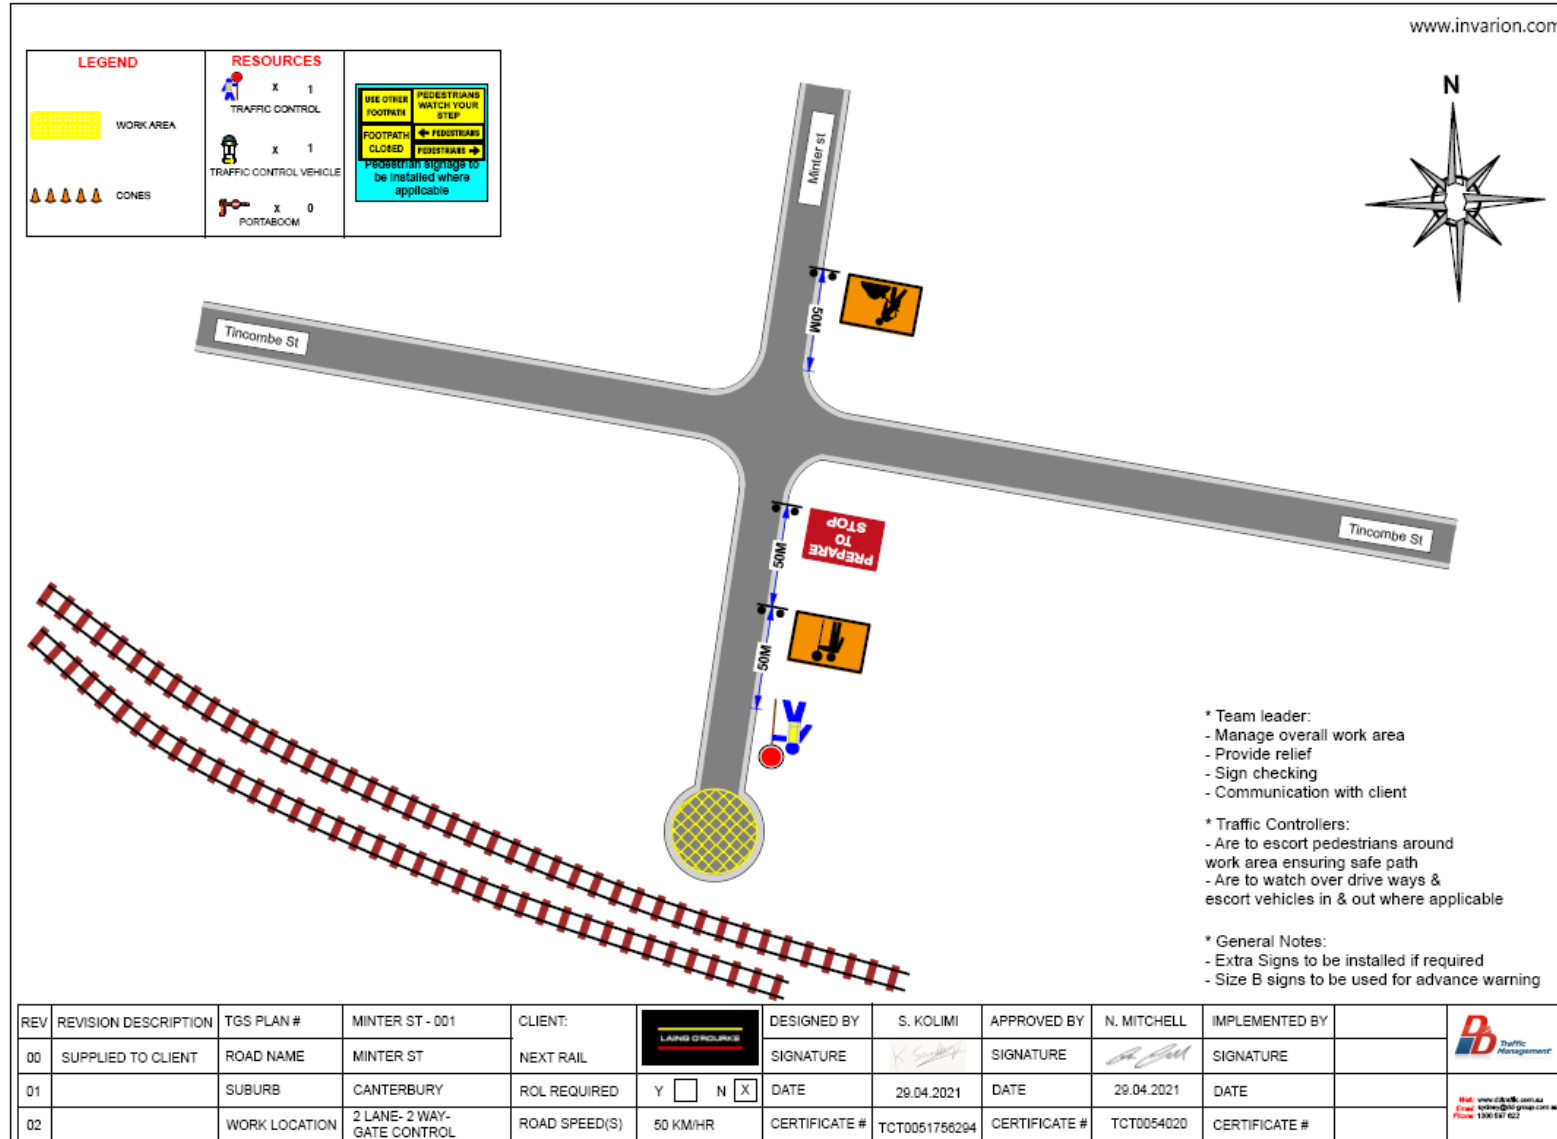 www.invarion.com
LEGEND
WORK AREA
CONES
RESOURCES
x 1
TRAFFIC CONTROL
x 1
TRAFFIC CONTROL VEHICLE
x 0
PORTABOOM
USE OTHER
FOOTPATH
PEDESTRIANS
WATCH YOUR
STEP
FOOTPATH
CLOSED
PEDESTRIANS
PEDESTRIANS
Pedestrian signage to
be installed where
applicable
N
Minter st
50M
Tincombe St
Tincombe St
PREPARE
TO
STOP
50M
50M
* Team leader:
- Manage overall work area
- Provide relief
- Sign checking
- Communication with client
* Traffic Controllers:
- Are to escort pedestrians around
work area ensuring safe path
- Are to watch over drive ways &
escort vehicles in & out where applicable
* General Notes:
- Extra Signs to be installed if required
- Size B signs to be used for advance warning
REV REVISION DESCRIPTION TGS PLAN # MINTER ST - 001 CLIENT: LAING O'ROURKE DESIGNED BY S. KOLIMI APPROVED BY N. MITCHELL IMPLEMENTED BY
00 SUPPLIED TO CLIENT ROAD NAME MINTER ST NEXT RAIL SIGNATURE SIGNATURE SIGNATURE
01 SUBURB CANTERBURY ROL REQUIRED Y N X DATE 29.04.2021 DATE 29.04.2021 DATE
02 WORK LOCATION 2 LANE- 2 WAY-
GATE CONTROL ROAD SPEED(S) 50 KM/HR CERTIFICATE # TCT0051756294 CERTIFICATE # TCT0054020 CERTIFICATE #
D&D
Traffic
Management